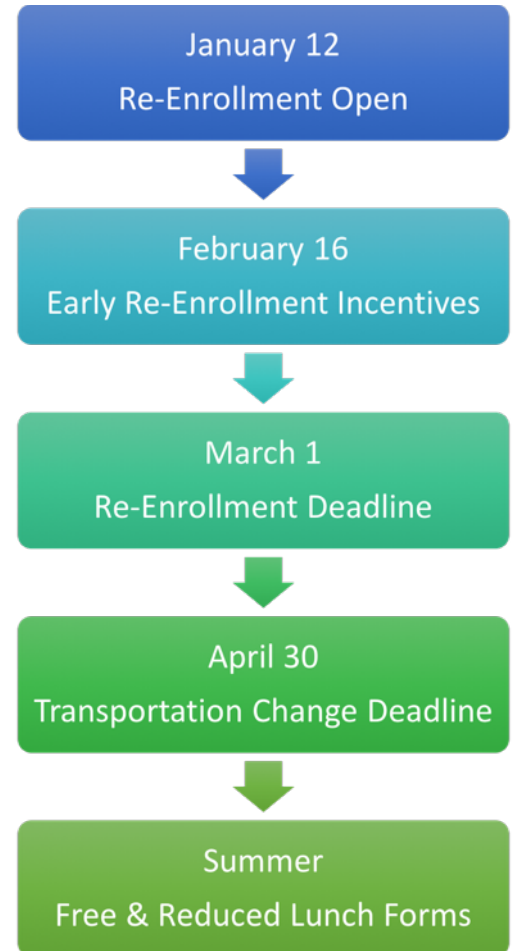 January 12
Re-Enrollment Open
February 16
Early Re-Enrollment Incentives
March 1
Re-Enrollment Deadline
April 30
Transportation Change Deadline
Summer
Free & Reduced Lunch Forms